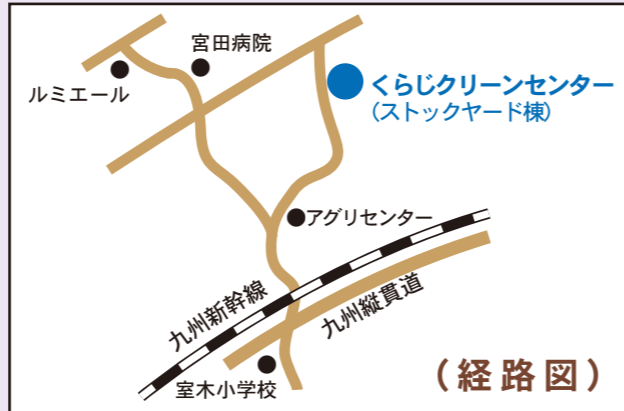 宮田病院
ルミエール
くらじクリーンセンター
(ストックヤード棟)
アグリセンター
九州新幹線
九州縦貫道
室木小学校
(経路図)